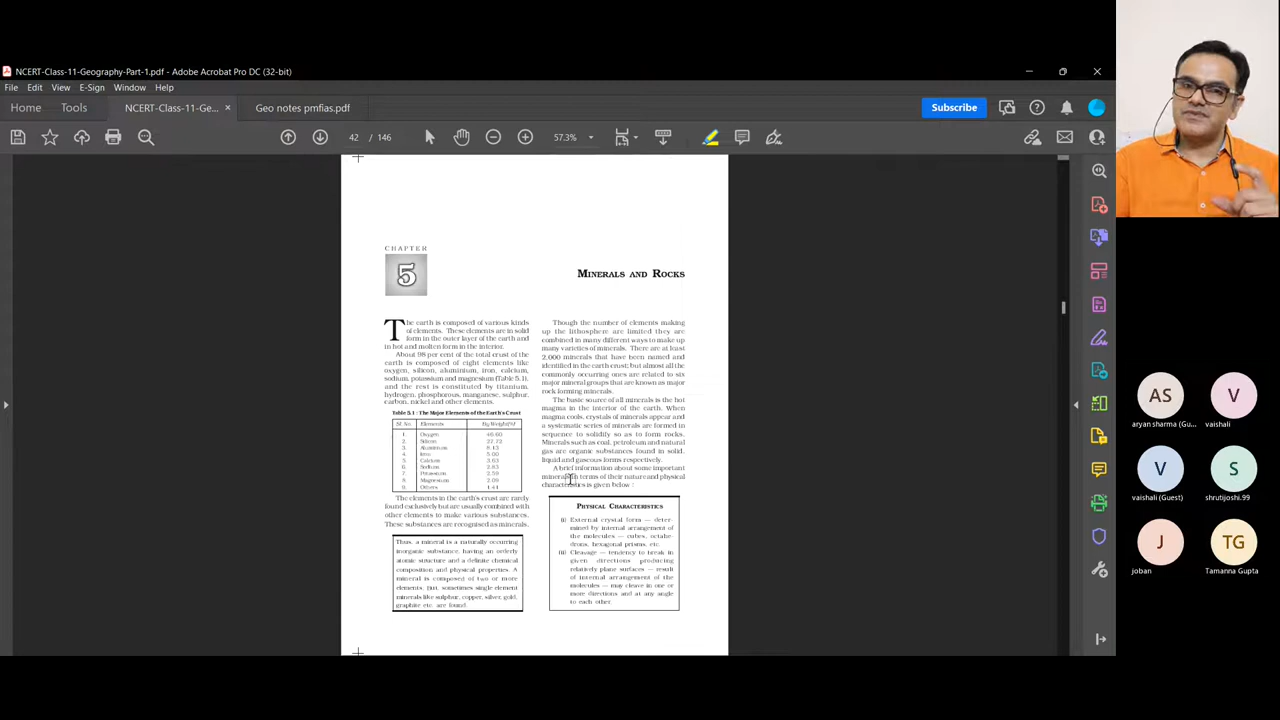 NCERT-Class-11-Geography-Part-1.pdf - Adobe Acrobat Pro DC (32-bit)
File Edit View E-Sign Window Help
Home Tools NCERT-Class-11-Ge... × Geo notes pmfias.pdf Subscribe
42 / 146 57.3%
CHAPTER
5
MINERALS AND ROCKS
The earth is composed of various kinds
of elements. These elements are in solid
form in the outer layer of the earth and
in hot and molten form in the interior.
About 98 per cent of the total crust of the
earth is composed of eight elements like
oxygen, silicon, aluminium, iron, calcium,
sodium, potassium and magnesium (Table 5.1),
and the rest is constituted by titanium,
hydrogen, phosphorous, manganese, sulphur,
carbon, nickel and other elements.
Table 5.1 : The Major Elements of the Earth's Crust
Sl. No. Elements By Weight(%)
1. Oxygen 46.60
2. Silicon 27.72
3. Aluminium 8.13
4. Iron 5.00
5. Calcium 3.63
6. Sodium 2.83
7. Potassium 2.59
8. Magnesium 2.09
9. Others 1.41
The elements in the earth's crust are rarely
found exclusively but are usually combined with
other elements to make various substances.
These substances are recognised as minerals.
Thus, a mineral is a naturally occurring
inorganic substance, having an orderly
atomic structure and a definite chemical
composition and physical properties. A
mineral is composed of two or more
elements. But, sometimes single element
minerals like sulphur, copper, silver, gold,
graphite etc. are found.
Though the number of elements making
up the lithosphere are limited they are
combined in many different ways to make up
many varieties of minerals. There are at least
2,000 minerals that have been named and
identified in the earth crust; but almost all the
commonly occurring ones are related to six
major mineral groups that are known as major
rock forming minerals.
The basic source of all minerals is the hot
magma in the interior of the earth. When
magma cools, crystals of minerals appear and
a systematic series of minerals are formed in
sequence to solidify so as to form rocks.
Minerals such as coal, petroleum and natural
gas are organic substances found in solid,
liquid and gaseous forms respectively.
A brief information about some important
minerals in terms of their nature and physical
characteristics is given below :
PHYSICAL CHARACTERISTICS
(i) External crystal form — deter-
mined by internal arrangement of
the molecules — cubes, octahe-
drons, hexagonal prisms, etc.
(ii) Cleavage — tendency to break in
given directions producing
relatively plane surfaces — result
of internal arrangement of the
molecules — may cleave in one or
more directions and at any angle
to each other.
AS V
aryan sharma (Gu... vaishali
V S
vaishali (Guest) shrutijoshi.99
J TG
joban Tamanna Gupta